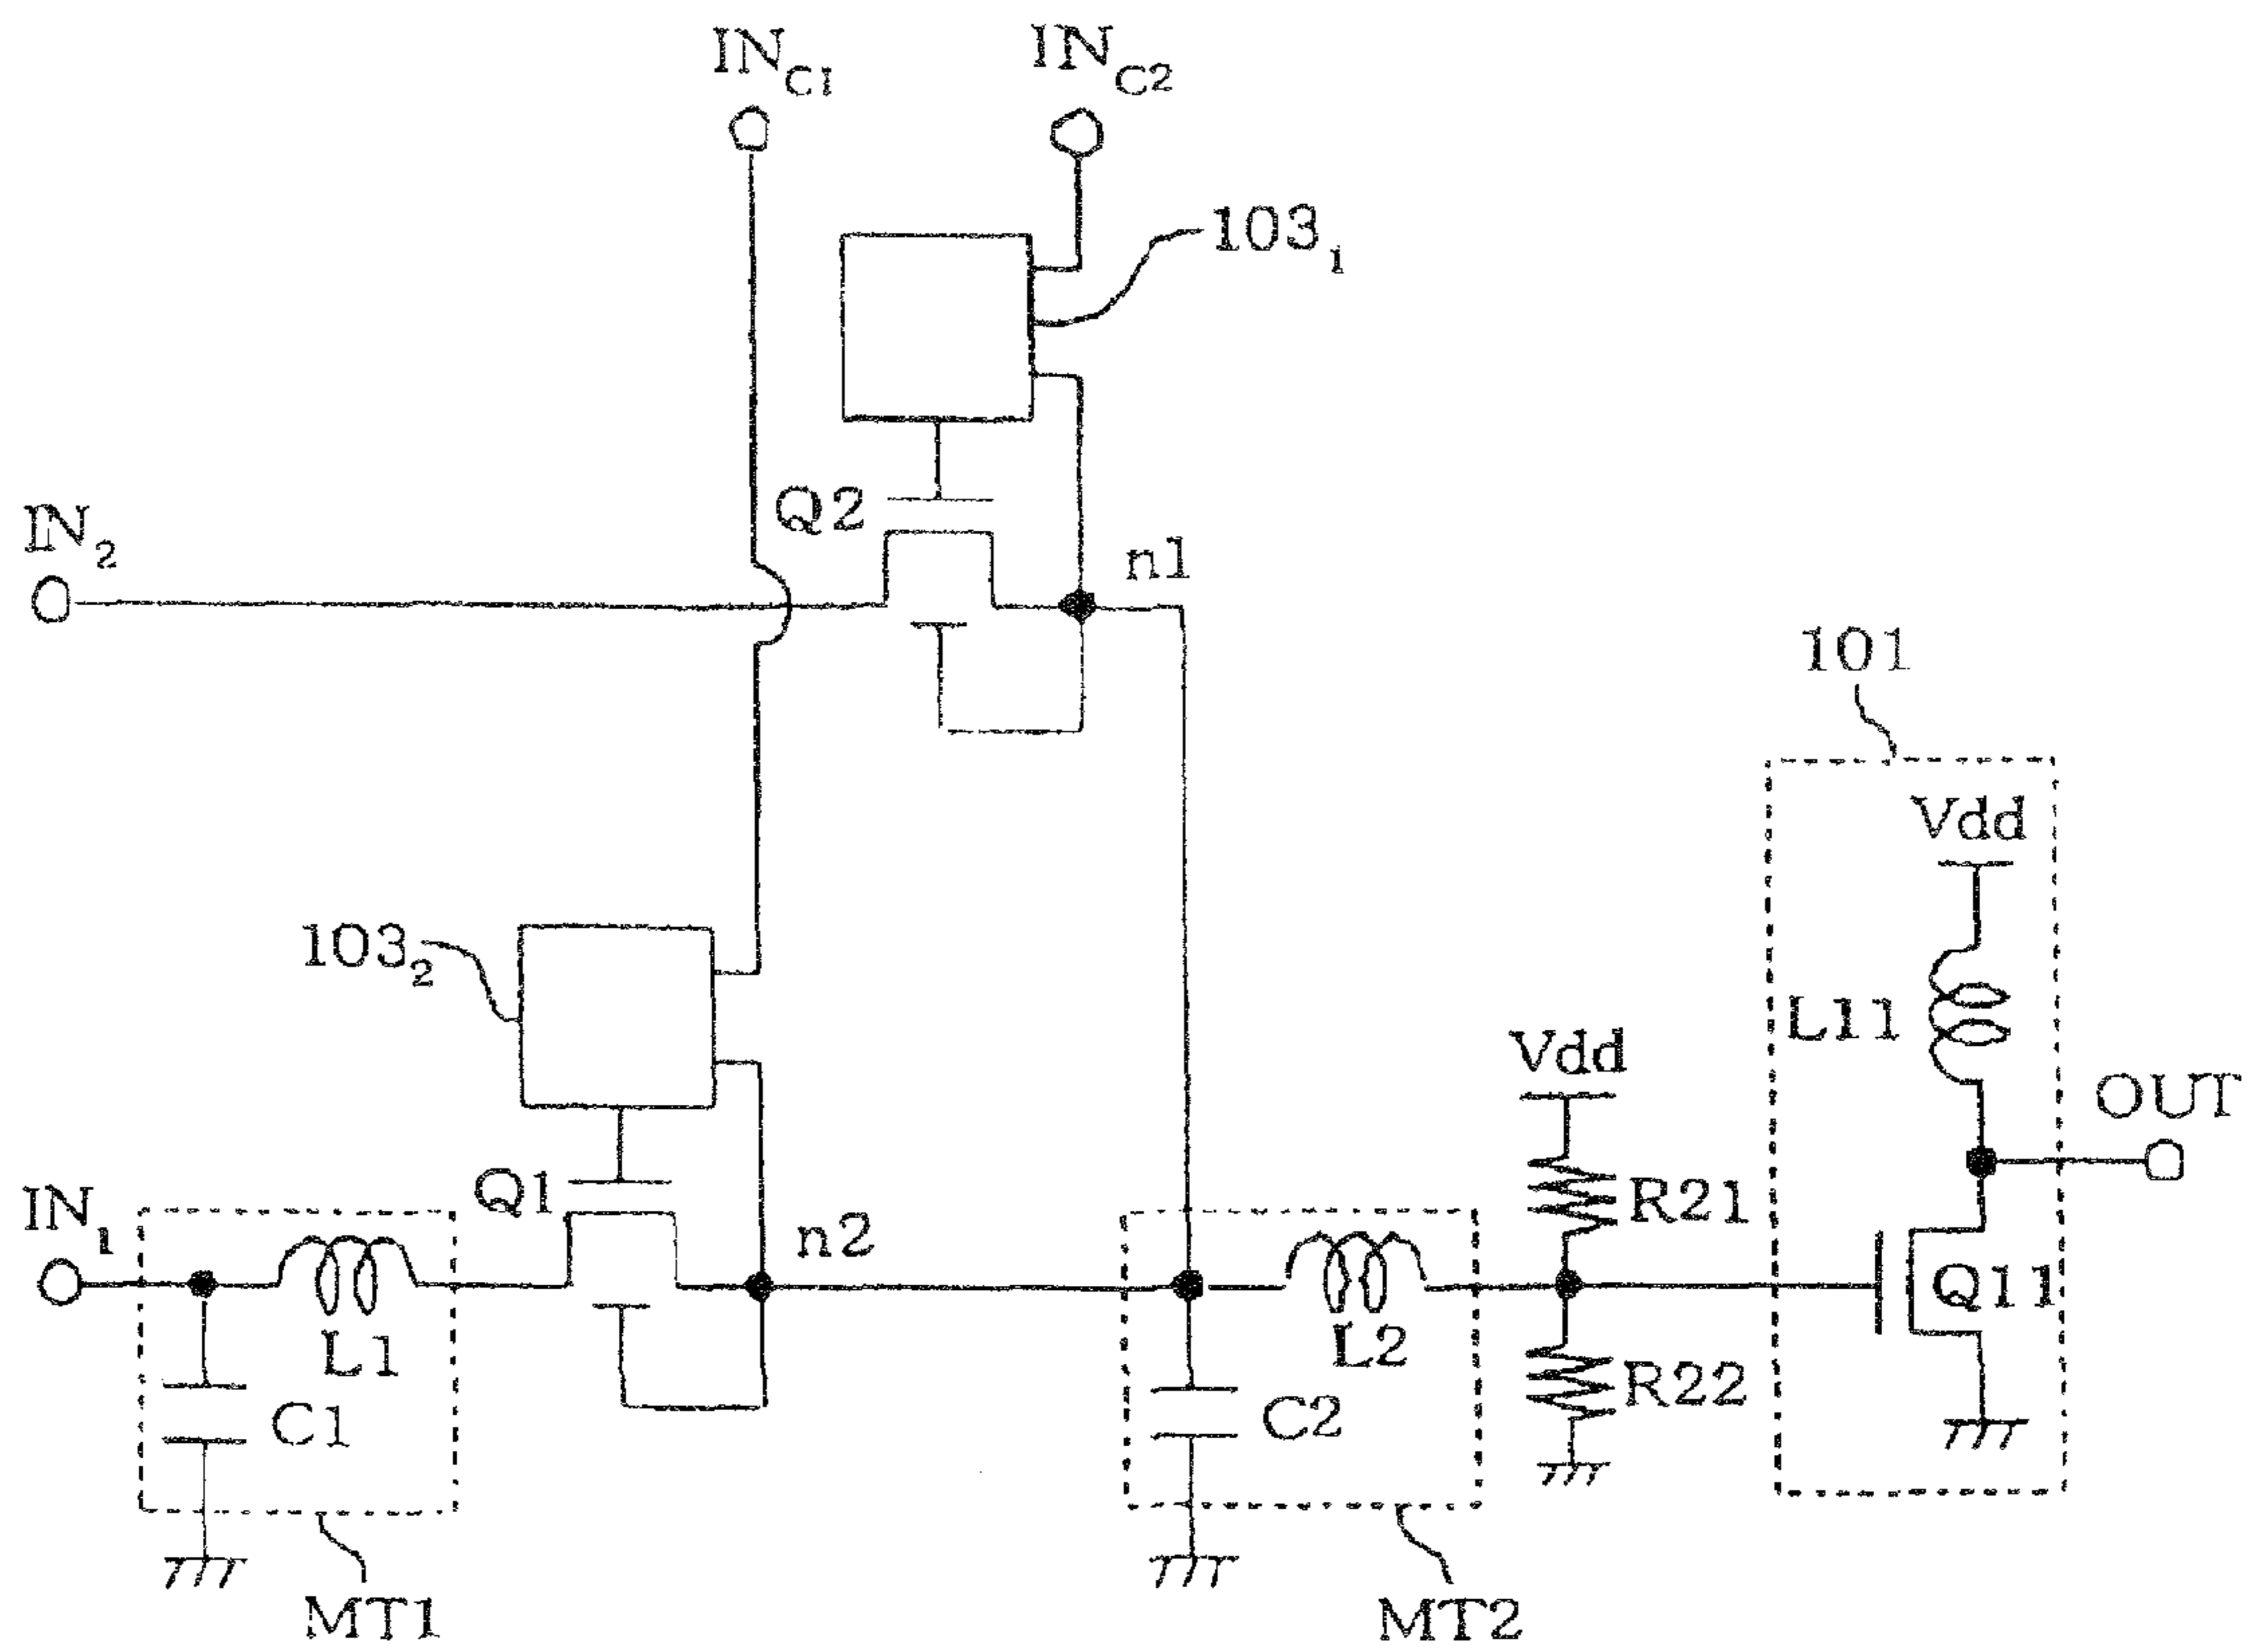 IN_C1
IN_C2
103_1
Q2
IN_2
n1
101
Vdd
103_2
L11
Vdd
OUT
Q1
R21
IN_1
n2
Q11
L1
L2
R22
C1
C2
MT1
MT2